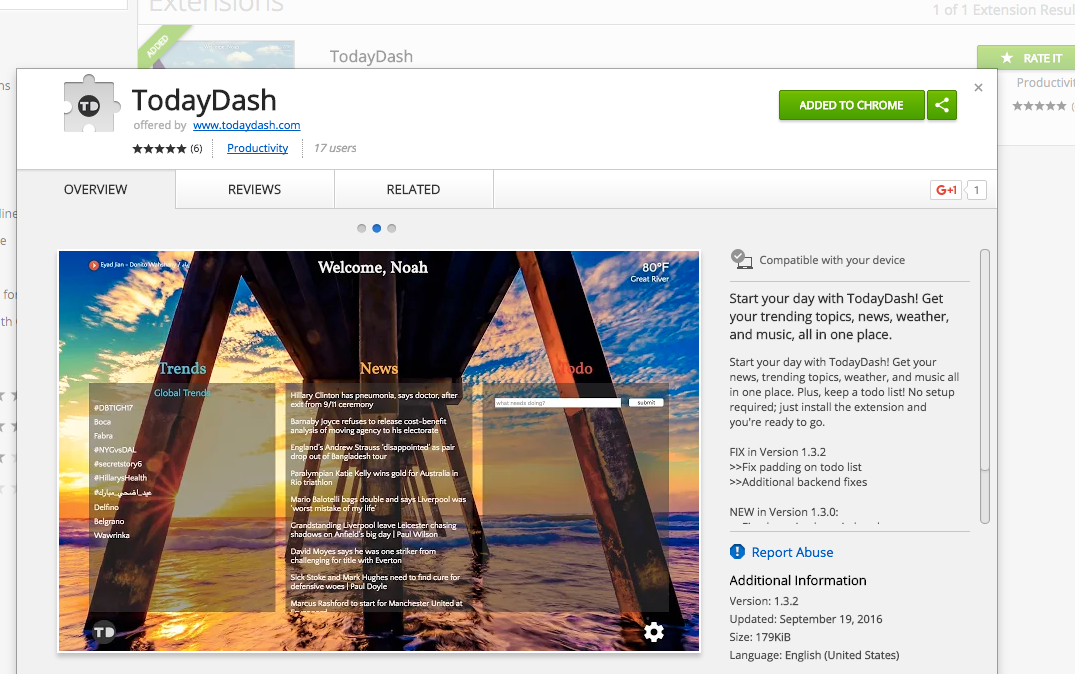 Extensions
1 of 1 Extension Resul
ADDED
TodayDash
RATE IT
Productivit
TD
TodayDash
offered by www.todaydash.com
(6) Productivity 17 users
ADDED TO CHROME
OVERVIEW REVIEWS RELATED
G+1 1
Welcome, Noah
80°F
Great River
Trends
Global Trends
#DBTIGH17
Boca
Fabra
#NYGvsDAL
#secretstory6
#HillarysHealth
#عيد_اضحي_مبارك
Delfino
Belgrano
Wawrinka
News
Hillary Clinton has pneumonia, says doctor, after
exit from 9/11 ceremony
Barnaby Joyce refuses to release cost-benefit
analysis of moving agency to his electorate
England's Andrew Strauss 'disappointed' as pair
drop out of Bangladesh tour
Paralympian Katie Kelly wins gold for Australia in
Rio triathlon
Mario Balotelli bags double and says Liverpool was
'worst mistake of my life'
Grandstanding Liverpool leave Leicester chasing
shadows on Anfield's big day | Paul Wilson
David Moyes says he was one striker from
challenging for title with Everton
Sick Stoke and Mark Hughes need to find cure for
defensive woes | Paul Doyle
Marcus Rashford to start for Manchester United at
Todo
what needs doing? submit
TD
Compatible with your device
Start your day with TodayDash! Get
your trending topics, news, weather,
and music, all in one place.
Start your day with TodayDash! Get your
news, trending topics, weather, and music all
in one place. Plus, keep a todo list! No setup
required; just install the extension and
you're ready to go.
FIX in Version 1.3.2
>>Fix padding on todo list
>>Additional backend fixes
NEW in Version 1.3.0:
Report Abuse
Additional Information
Version: 1.3.2
Updated: September 19, 2016
Size: 179KiB
Language: English (United States)